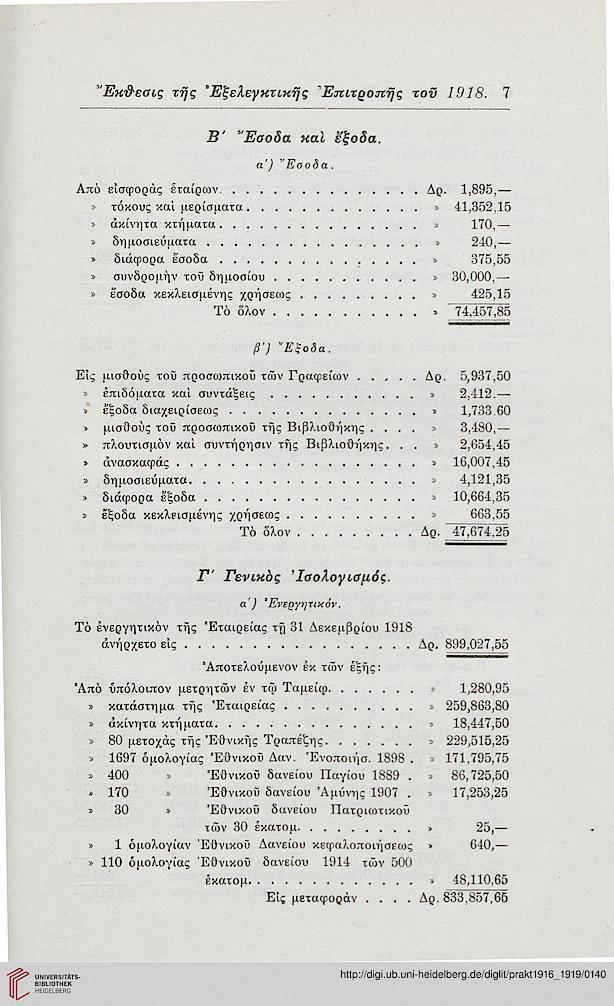 Ἔκθεσις τῆς Ἐξελεγκτικῆς Ἐπιτροπῆς τοῦ 1918. 7
Β′ Ἔσοδα καὶ ἔξοδα.
α′) Ἔσοδα.
Ἀπὸ εἰσφορὰς ἑταίρων . . . . . . . . . . . . . . . Δρ. 1,895,—
» τόκους καὶ μερίσματα . . . . . . . . . . . . . » 41,352,15
» ἀκίνητα κτήματα . . . . . . . . . . . . . . . » 170,—
» δημοσιεύματα . . . . . . . . . . . . . . . . » 240,—
» διάφορα ἔσοδα . . . . . . . . . . . . . . . » 375,55
» συνδρομὴν τοῦ δημοσίου . . . . . . . . . . . » 30,000,—
» ἔσοδα κεκλεισμένης χρήσεως . . . . . . . . . » 425,15
Τὸ ὅλον . . . . . . . . . . . » 74,457,85
β′) Ἔξοδα.
Εἰς μισθοὺς τοῦ προσωπικοῦ τῶν Γραφείων . . . . . Δρ. 5,937,50
» ἐπιδόματα καὶ συντάξεις . . . . . . . . . . . » 2,412.—
» ἔξοδα διαχειρίσεως . . . . . . . . . . . . . » 1,733 60
» μισθοὺς τοῦ προσωπικοῦ τῆς Βιβλιοθήκης . . . . » 3,480,—
» πλουτισμὸν καὶ συντήρησιν τῆς Βιβλιοθήκης. . . » 2,654,45
» ἀνασκαφάς . . . . . . . . . . . . . . . . . » 16,007,45
» δημοσιεύματα. . . . . . . . . . . . . . . . » 4,121,35
» διάφορα ἔξοδα . . . . . . . . . . . . . . . » 10,664,35
» ἔξοδα κεκλεισμένης χρήσεως . . . . . . . . . » 663,55
Τὸ ὅλον . . . . . . . . . Δρ. 47,674,25
Γ′ Γενικὸς Ἰσολογισμός.
α′) Ἐνεργητικόν.
Τὸ ἐνεργητικὸν τῆς Ἑταιρείας τῇ 31 Δεκεμβρίου 1918
ἀνήρχετο εἰς . . . . . . . . . . . . . . . . . Δρ. 899,027,55
Ἀποτελούμενον ἐκ τῶν ἑξῆς:
Ἀπὸ ὑπόλοιπον μετρητῶν ἐν τῷ Ταμείῳ. . . . . . . » 1,280,95
» κατάστημα τῆς Ἑταιρείας . . . . . . . . . . » 259,863,80
» ἀκίνητα κτήματα. . . . . . . . . . . . . . . » 18,447,50
» 80 μετοχὰς τῆς Ἐθνικῆς Τραπέζης. . . . . . . » 229,515,25
» 1697 ὁμολογίας Ἐθνικοῦ Δαν. Ἑνοποιήσ. 1898 . » 171,795,75
» 400 » Ἐθνικοῦ δανείου Παγίου 1889 . » 86,725,50
» 170 » Ἐθνικοῦ δανείου Ἀμύνης 1907 . » 17,253,25
» 30 » Ἐθνικοῦ δανείου Πατριωτικοῦ
τῶν 30 ἑκατομ. . . . . . . . . » 25,—
» 1 ὁμολογίαν Ἐθνικοῦ Δανείου κεφαλοποιήσεως » 640,—
» 110 ὁμολογίας Ἐθνικοῦ δανείου 1914 τῶν 500
ἑκατομ. . . . . . . . . . . . . » 48,110,65
Εἰς μεταφορὰν . . . . Δρ. 833,857,65
UNIVERSITÄTS-
BIBLIOTHEK
HEIDELBERG
http://digi.ub.uni-heidelberg.de/diglit/prakt1916_1919/0140